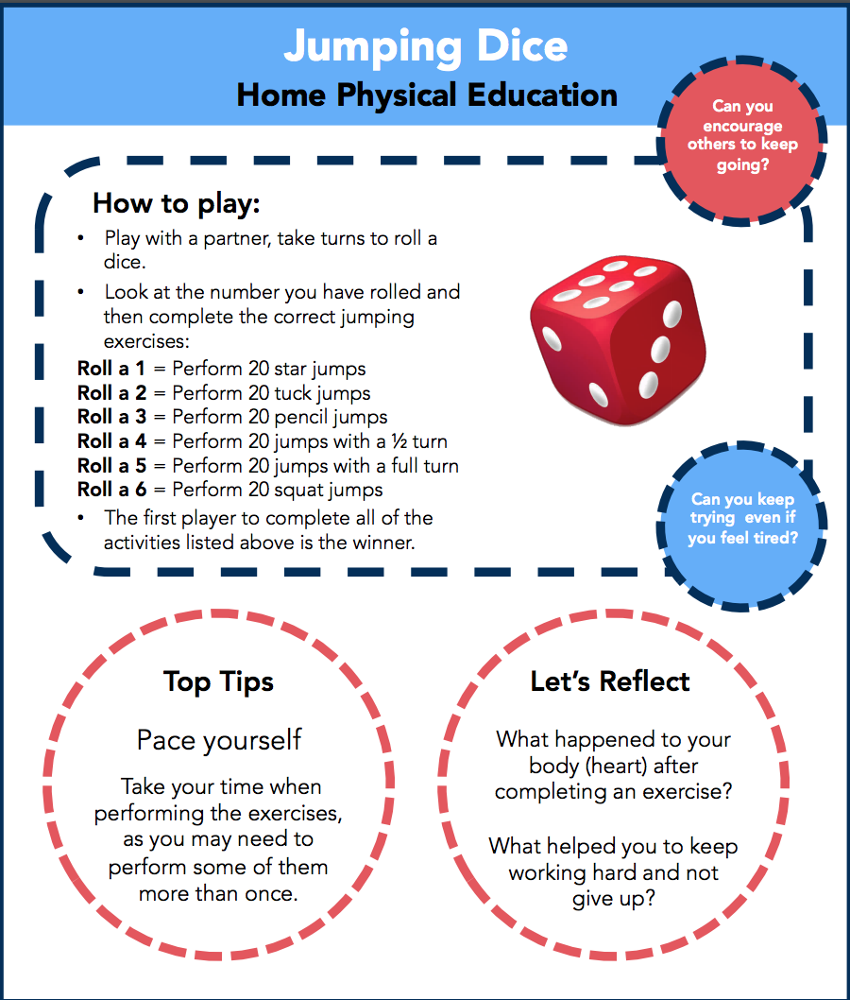 Jumping Dice
Home Physical Education
Can you
encourage
others to keep
going?
How to play:
• Play with a partner, take turns to roll a
dice.
• Look at the number you have rolled and
then complete the correct jumping
exercises:
Roll a 1 = Perform 20 star jumps
Roll a 2 = Perform 20 tuck jumps
Roll a 3 = Perform 20 pencil jumps
Roll a 4 = Perform 20 jumps with a ½ turn
Roll a 5 = Perform 20 jumps with a full turn
Roll a 6 = Perform 20 squat jumps
• The first player to complete all of the
activities listed above is the winner.
Can you keep
trying  even if
you feel tired?
Top Tips
Pace yourself
Take your time when
performing the exercises,
as you may need to
perform some of them
more than once.
Let’s Reflect
What happened to your
body (heart) after
completing an exercise?
What helped you to keep
working hard and not
give up?